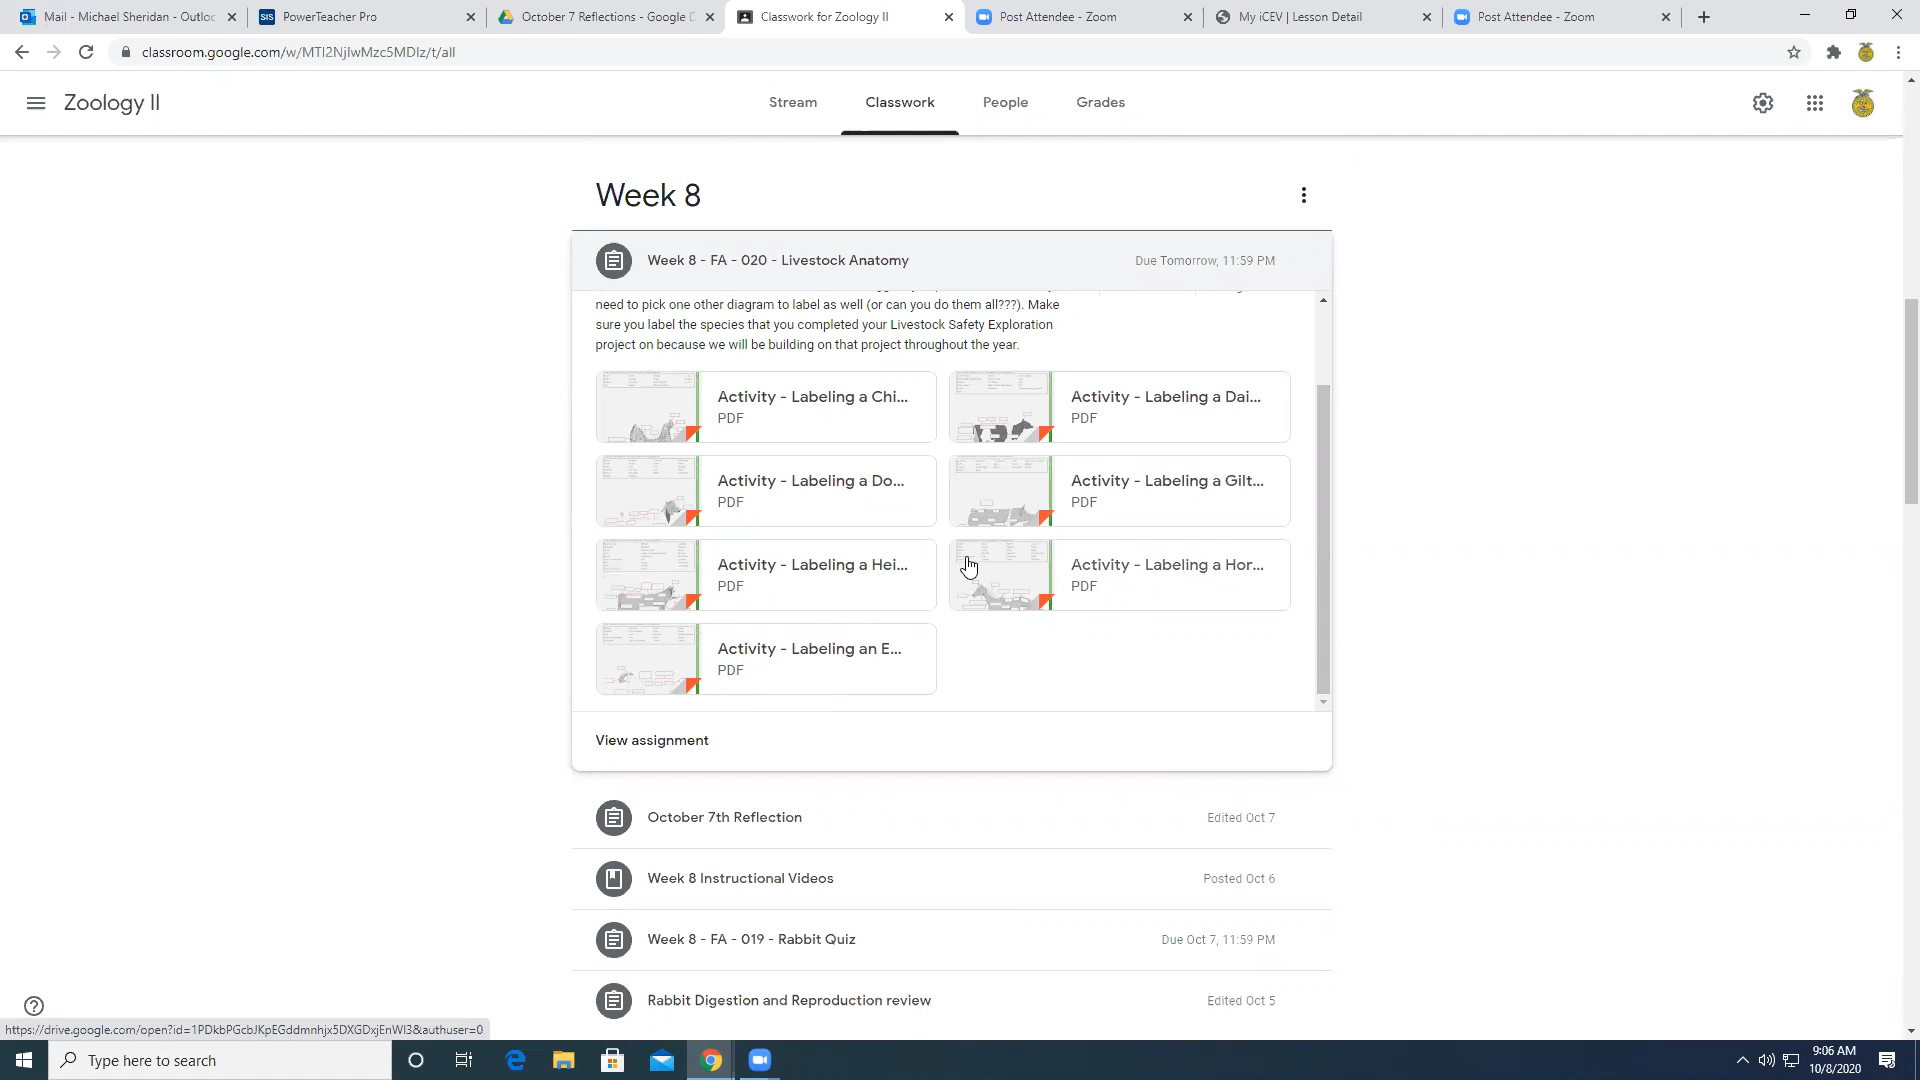 Mail - Michael Sheridan - Outloo
PowerTeacher Pro
October 7 Reflections - Google D
Classwork for Zoology II
Post Attendee - Zoom
My iCEV | Lesson Detail
Post Attendee - Zoom
classroom.google.com/w/MTI2NjIwMzc5MDIz/t/all
Zoology II
Stream
Classwork
People
Grades
Week 8
Week 8 - FA - 020 - Livestock Anatomy
Due Tomorrow, 11:59 PM
need to pick one other diagram to label as well (or can you do them all???). Make
sure you label the species that you completed your Livestock Safety Exploration
project on because we will be building on that project throughout the year.
Activity - Labeling a Chi...
PDF
Activity - Labeling a Dai...
PDF
Activity - Labeling a Do...
PDF
Activity - Labeling a Gilt...
PDF
Activity - Labeling a Hei...
PDF
Activity - Labeling a Hor...
PDF
Activity - Labeling an E...
PDF
View assignment
October 7th Reflection
Edited Oct 7
Week 8 Instructional Videos
Posted Oct 6
Week 8 - FA - 019 - Rabbit Quiz
Due Oct 7, 11:59 PM
Rabbit Digestion and Reproduction review
Edited Oct 5
https://drive.google.com/open?id=1PDkbPGcbJKpEGddmnhjx5DXGDxjEnWI3&authuser=0
Type here to search
9:06 AM
10/8/2020